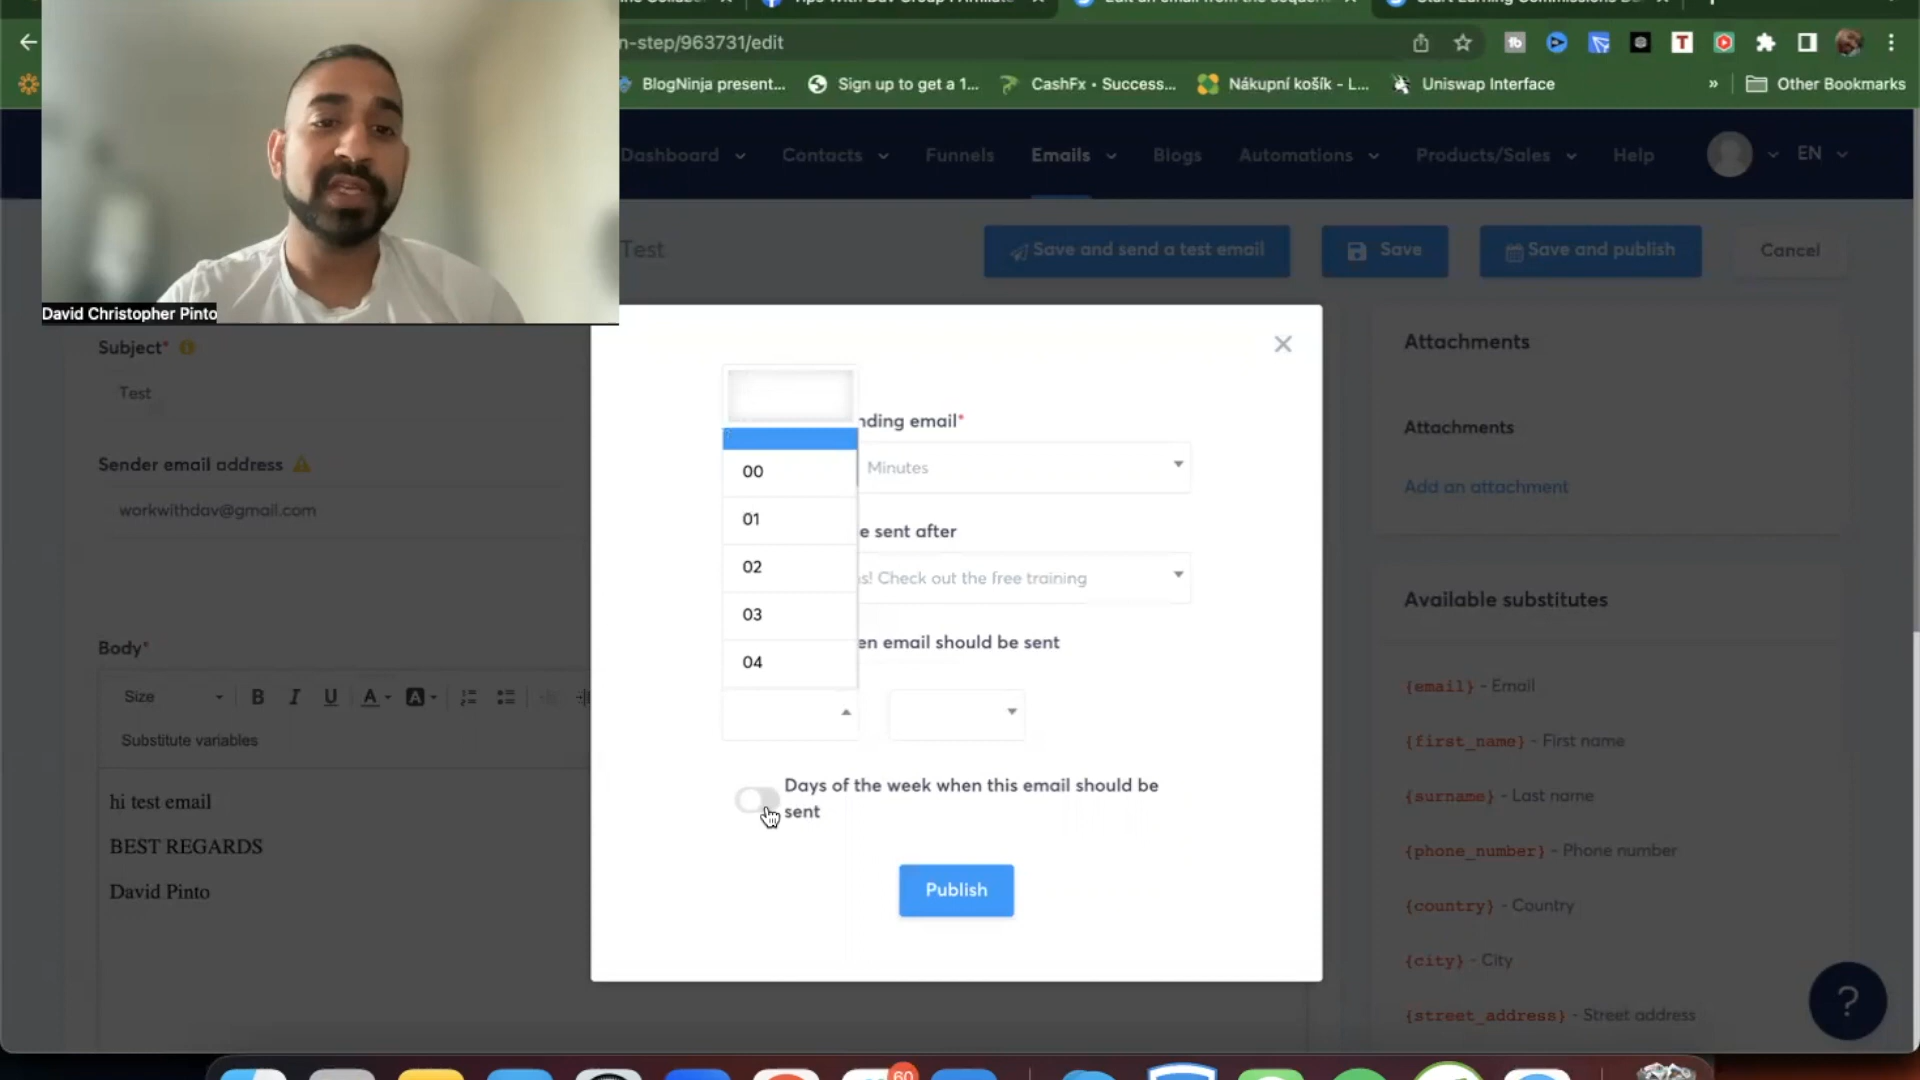 n-step/963731/edit
BlogNinja present...
Sign up to get a 1...
CashFx • Success...
Nákupní košík - L...
Uniswap Interface
»
Other Bookmarks
Dashboard
Contacts
Funnels
Emails
Blogs
Automations
Products/Sales
Help
EN
David Christopher Pinto
Test
Save and send a test email
Save
Save and publish
Cancel
Subject*
Test
Sender email address
workwithdav@gmail.com
Body*
Size
B I U A A
Substitute variables
hi test email
BEST REGARDS
David Pinto
nding email*
Minutes
e sent after
s! Check out the free training
en email should be sent
00
01
02
03
04
Days of the week when this email should be
sent
Publish
Attachments
Attachments
Add an attachment
Available substitutes
{email} - Email
{first_name} - First name
{surname} - Last name
{phone_number} - Phone number
{country} - Country
{city} - City
{street_address} - Street address
?
60